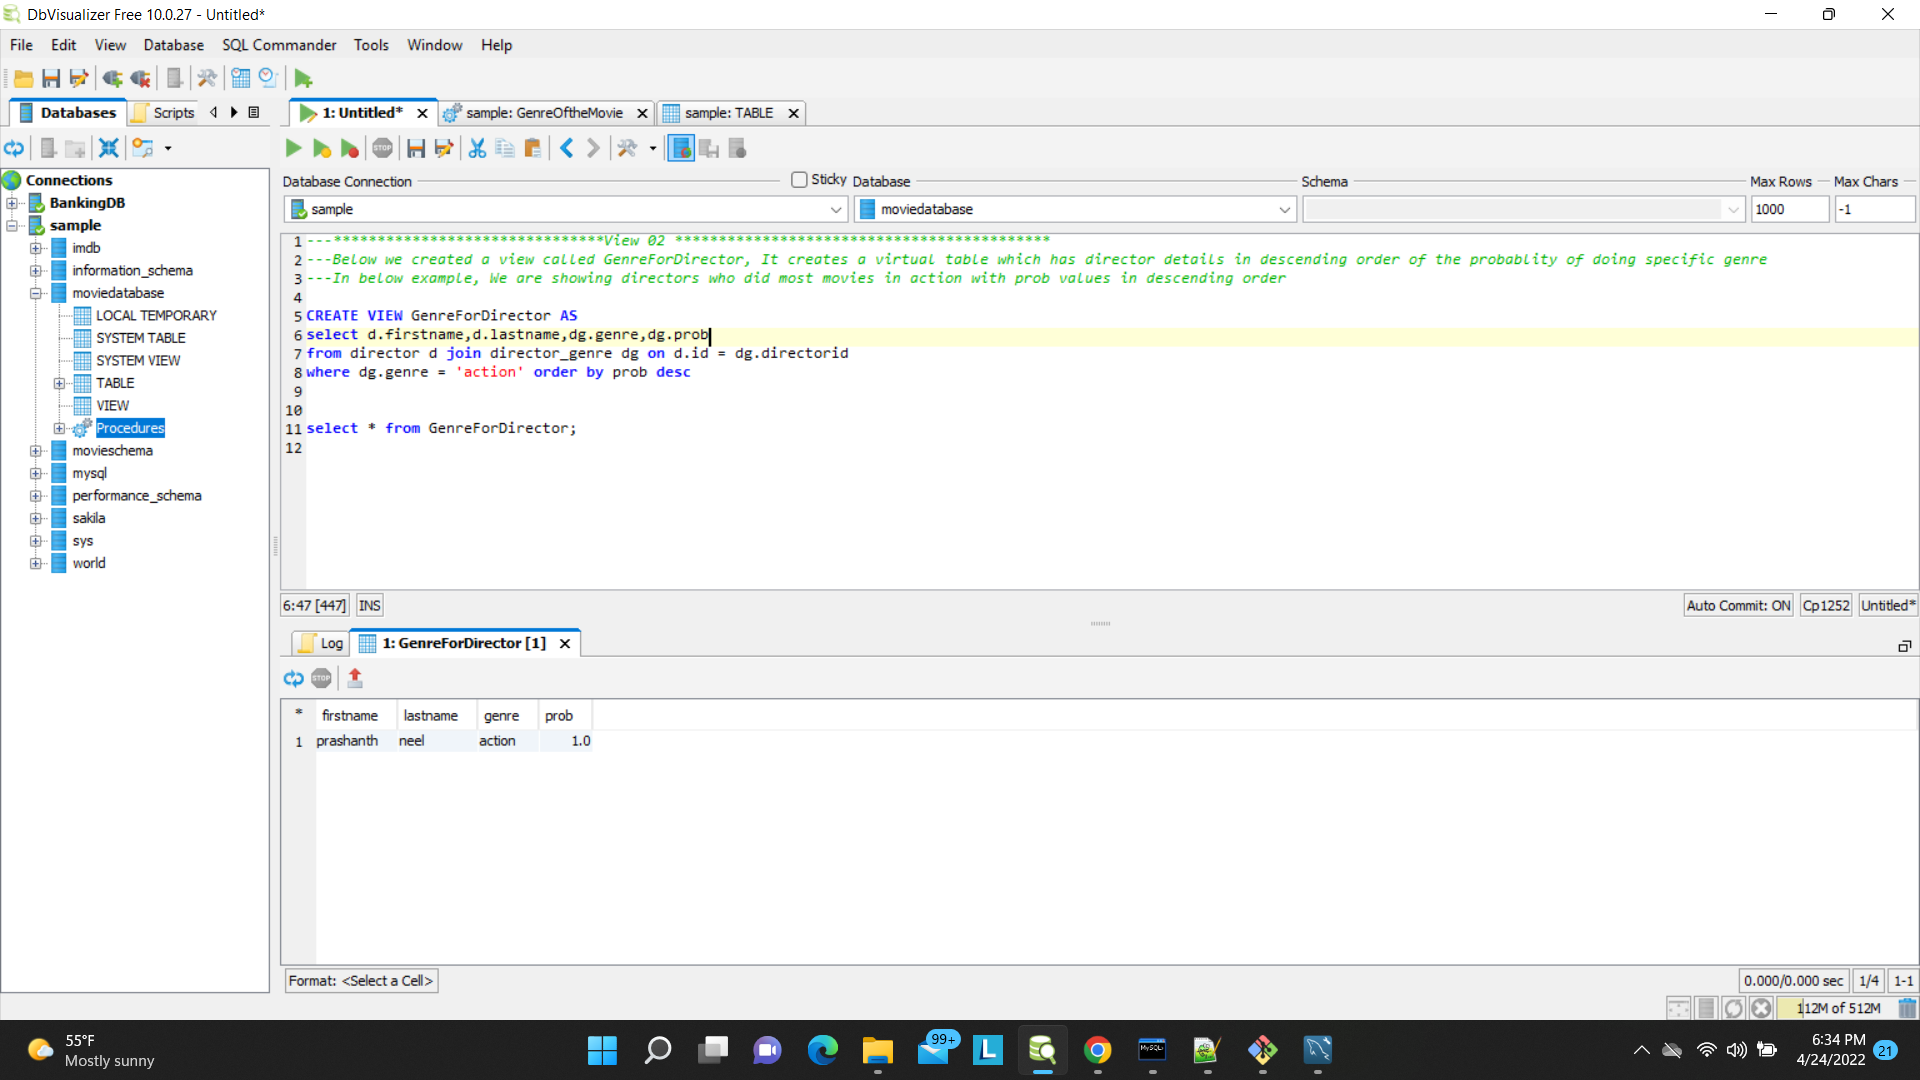 DbVisualizer Free 10.0.27 - Untitled*
File Edit View Database SQL Commander Tools Window Help
Databases Scripts
1: Untitled* sample: GenreOftheMovie sample: TABLE
Connections
BankingDB
sample
imdb
information_schema
moviedatabase
LOCAL TEMPORARY
SYSTEM TABLE
SYSTEM VIEW
TABLE
VIEW
Procedures
movieschema
mysql
performance_schema
sakila
sys
world
Database Connection Sticky Database Schema Max Rows Max Chars
sample moviedatabase 1000 -1
1 ---*******************************View 02 *******************************************
2 ---Below we created a view called GenreForDirector, It creates a virtual table which has director details in descending order of the probablity of doing specific genre
3 ---In below example, We are showing directors who did most movies in action with prob values in descending order
4
5 CREATE VIEW GenreForDirector AS
6 select d.firstname,d.lastname,dg.genre,dg.prob
7 from director d join director_genre dg on d.id = dg.directorid
8 where dg.genre = 'action' order by prob desc
9
10
11 select * from GenreForDirector;
12
6:47 [447] INS Auto Commit: ON Cp1252 Untitled*
Log 1: GenreForDirector [1]
STOP
* firstname lastname genre prob
1 prashanth neel action 1.0
Format: <Select a Cell> 0.000/0.000 sec 1/4 1-1
112M of 512M
55°F
Mostly sunny
99+
L
MySQL
6:34 PM
4/24/2022
21